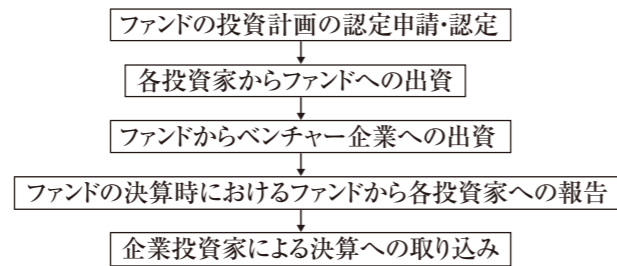 ファンドの投資計画の認定申請・認定
各投資家からファンドへの出資
ファンドからベンチャー企業への出資
ファンドの決算時におけるファンドから各投資家への報告
企業投資家による決算への取り込み